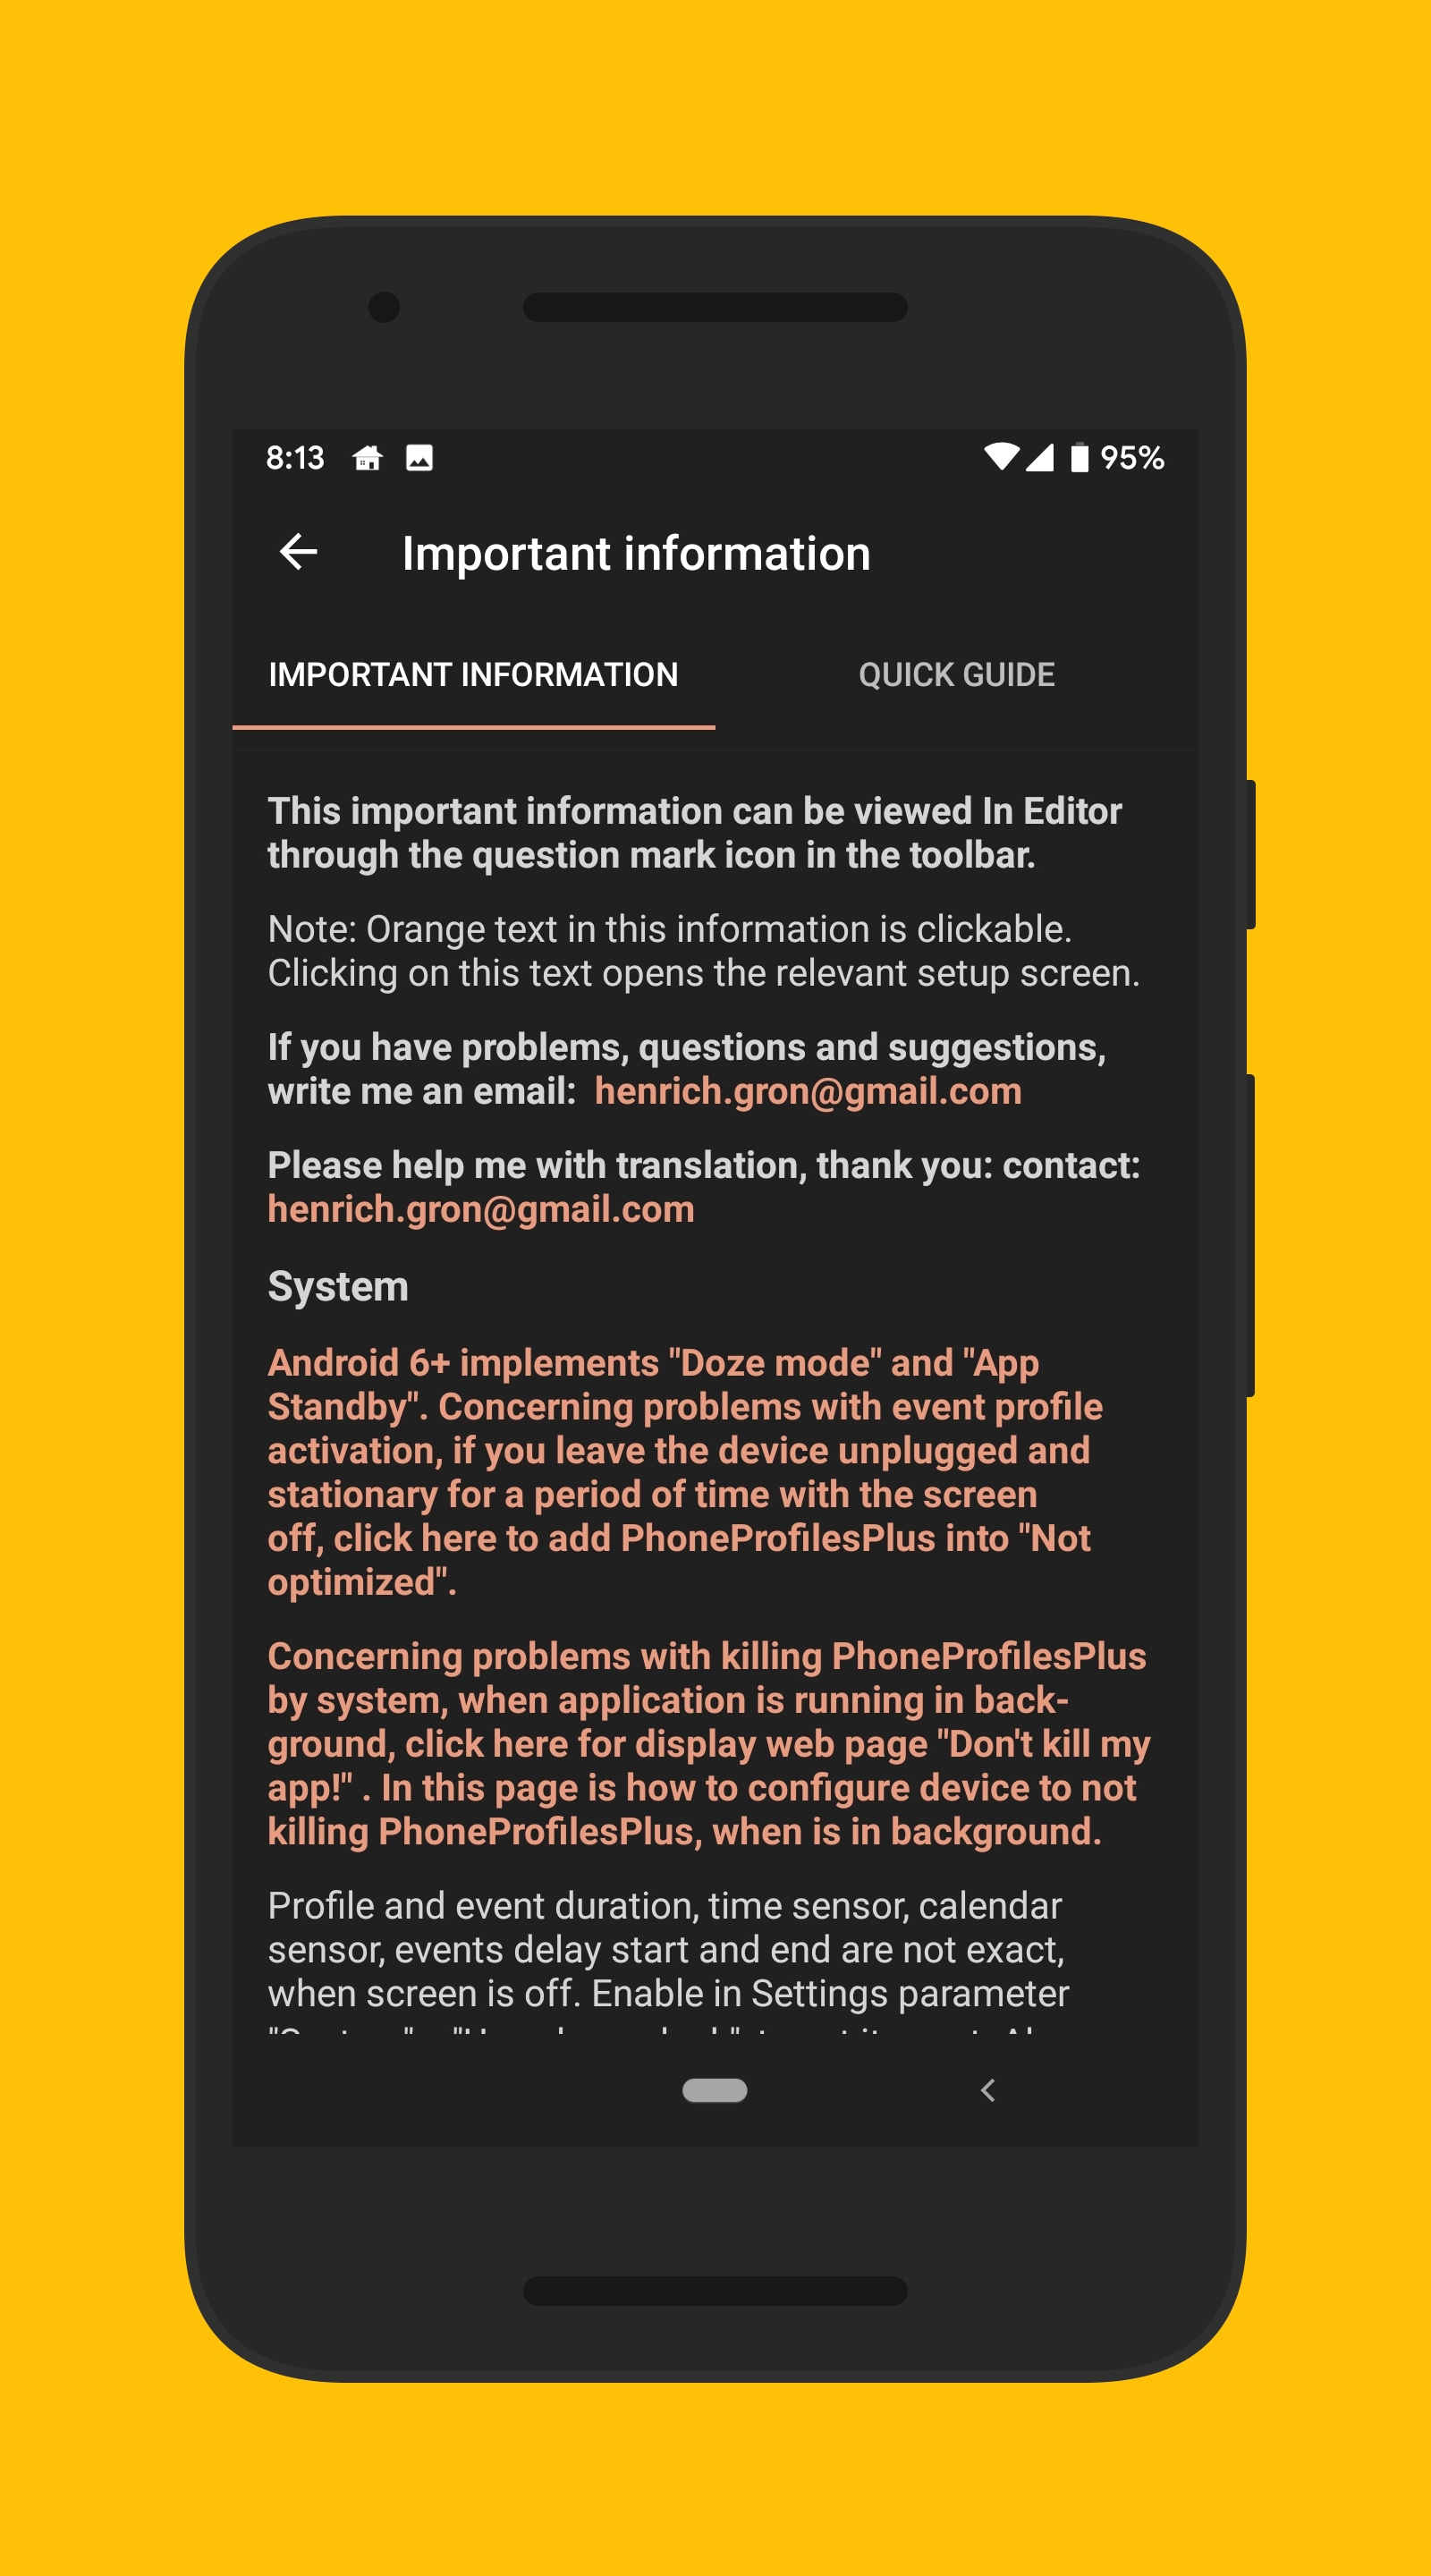 8:13
95%
Important information
IMPORTANT INFORMATION
QUICK GUIDE
This important information can be viewed In Editor
through the question mark icon in the toolbar.
Note: Orange text in this information is clickable.
Clicking on this text opens the relevant setup screen.
If you have problems, questions and suggestions,
write me an email: henrich.gron@gmail.com
Please help me with translation, thank you: contact:
henrich.gron@gmail.com
System
Android 6+ implements "Doze mode" and "App
Standby". Concerning problems with event profile
activation, if you leave the device unplugged and
stationary for a period of time with the screen
off, click here to add PhoneProfilesPlus into "Not
optimized".
Concerning problems with killing PhoneProfilesPlus
by system, when application is running in back-
ground, click here for display web page "Don't kill my
app!" . In this page is how to configure device to not
killing PhoneProfilesPlus, when is in background.
Profile and event duration, time sensor, calendar
sensor, events delay start and end are not exact,
when screen is off. Enable in Settings parameter